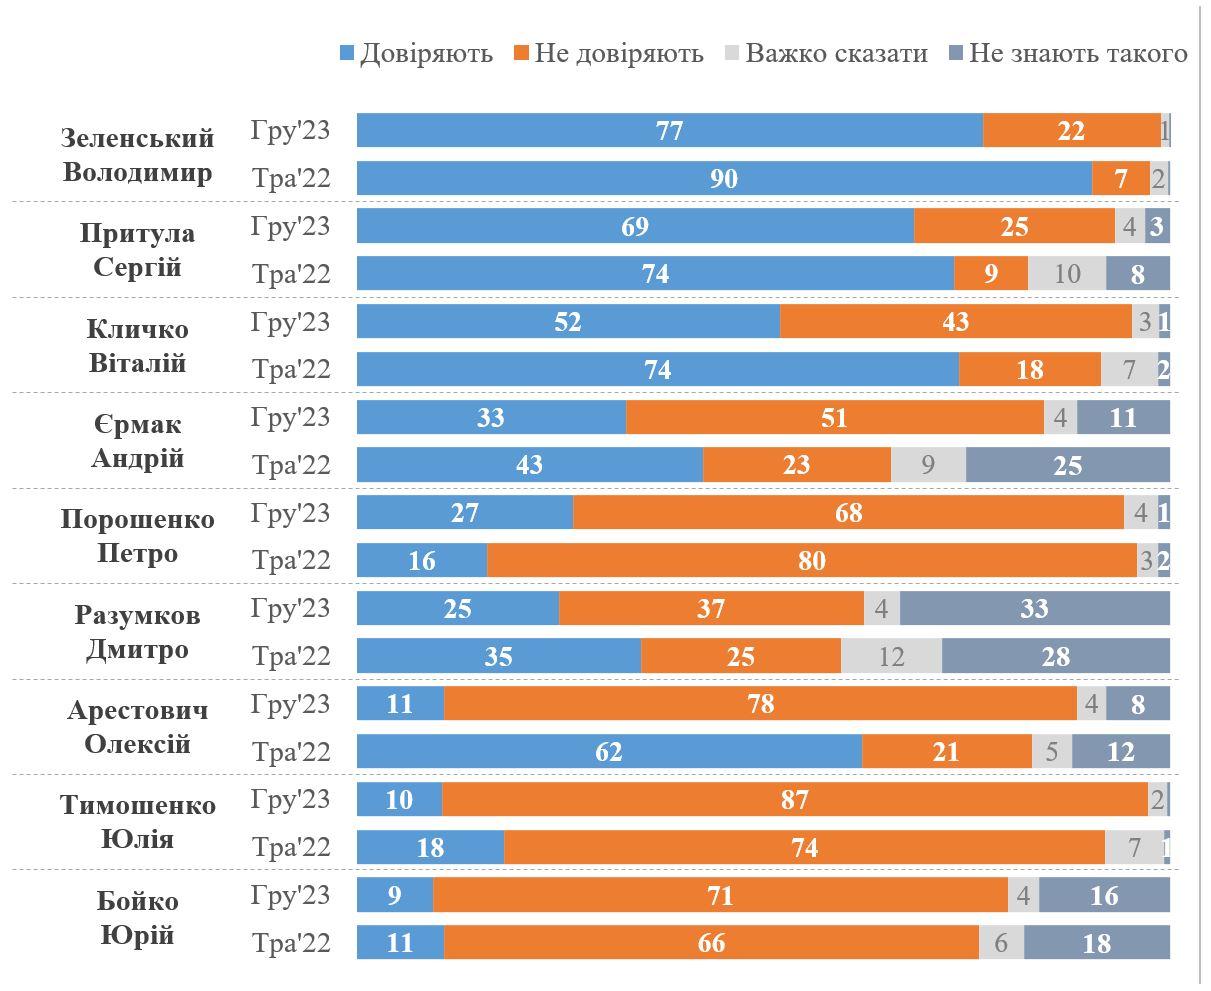 Довіряють Не довіряють Важко сказати Не знають такого
Зеленський
Володимир
Гру'23 77 22 1
Тра'22 90 7 2
Притула
Сергій
Гру'23 69 25 4 3
Тра'22 74 9 10 8
Кличко
Віталій
Гру'23 52 43 3 1
Тра'22 74 18 7 2
Єрмак
Андрій
Гру'23 33 51 4 11
Тра'22 43 23 9 25
Порошенко
Петро
Гру'23 27 68 4 1
Тра'22 16 80 3 2
Разумков
Дмитро
Гру'23 25 37 4 33
Тра'22 35 25 12 28
Арестович
Олексій
Гру'23 11 78 4 8
Тра'22 62 21 5 12
Тимошенко
Юлія
Гру'23 10 87 2
Тра'22 18 74 7 1
Бойко
Юрій
Гру'23 9 71 4 16
Тра'22 11 66 6 18